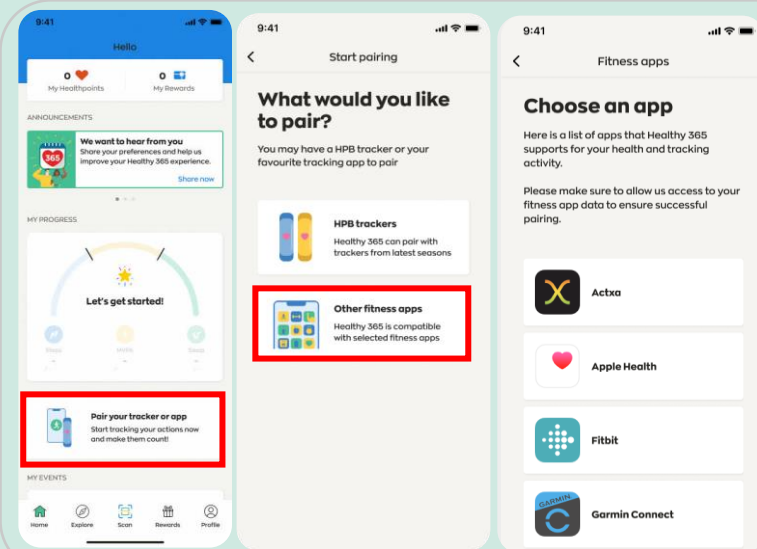 9:41
Hello
0
0
My Healthpoints
My Rewards
ANNOUNCEMENTS
365
We want to hear from you
Share your preferences and help us
improve your Healthy 365 experience.
Share now
MY PROGRESS
Let's get started!
Steps
MVPA
Sleep
Pair your tracker or app
Start tracking your actions now
and make them count!
MY EVENTS
Home
Explore
Scan
Rewards
Profile
9:41
Start pairing
What would you like
to pair?
You may have a HPB tracker or your
favourite tracking app to pair
HPB trackers
Healthy 365 can pair with
trackers from latest seasons
Other fitness apps
Healthy 365 is compatible
with selected fitness apps
9:41
Fitness apps
Choose an app
Here is a list of apps that Healthy 365
supports for your health and tracking
activity.
Please make sure to allow us access to your
fitness app data to ensure successful
pairing.
Actxa
Apple Health
Fitbit
GARMIN
Garmin Connect